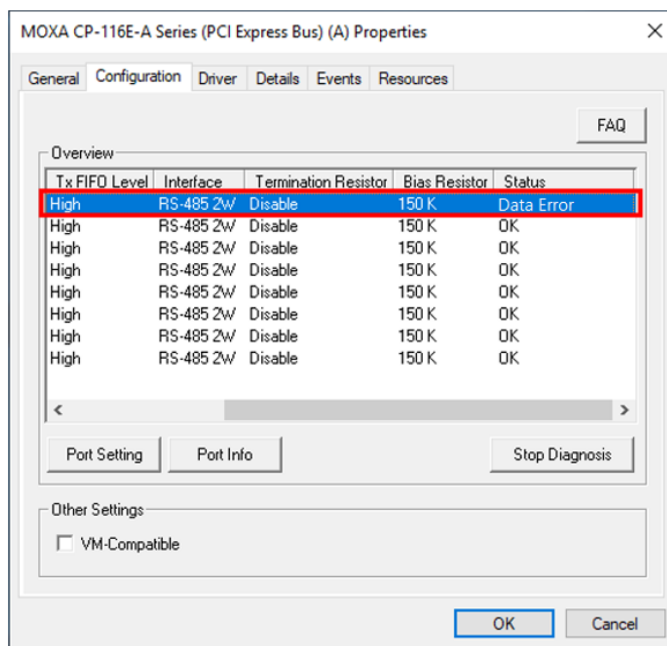 MOXA CP-116E-A Series (PCI Express Bus) (A) Properties
General Configuration Driver Details Events Resources
FAQ
Overview
Tx FIFO Level Interface Termination Resistor Bias Resistor Status
High RS-485 2W Disable 150 K Data Error
High RS-485 2W Disable 150 K OK
High RS-485 2W Disable 150 K OK
High RS-485 2W Disable 150 K OK
High RS-485 2W Disable 150 K OK
High RS-485 2W Disable 150 K OK
High RS-485 2W Disable 150 K OK
High RS-485 2W Disable 150 K OK
Port Setting Port Info Stop Diagnosis
Other Settings
VM-Compatible
OK Cancel